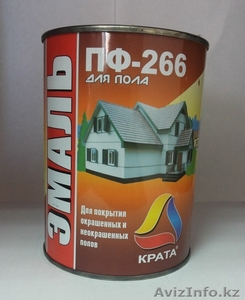 ЭМАЛЬ
ПФ-266
ДЛЯ ПОЛА
Для покрытия
окрашенных и
неокрашенных
полов
КРАТА®
AvizInfo.kz